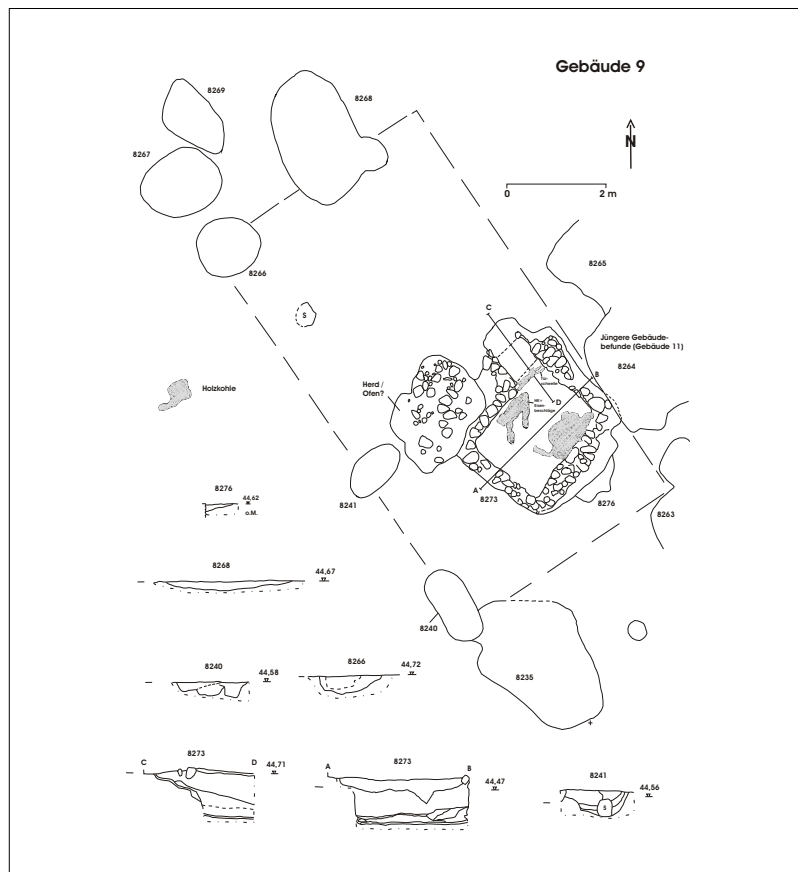 Gebäude 9
8269
8268
8267
N
0 2 m
8266
8265
S
C
Jüngere Gebäude-
befunde (Gebäude 11)
8264
B
Holzkohle
Herd /
Ofen?
D
A
8273
8276
8241
8263
8276
44,62
o.M.
8268
44,67
8240
8235
8240
44,58
8266
44,72
C
8273
D
44,71
A
8273
B
44,47
8241
44,56
S